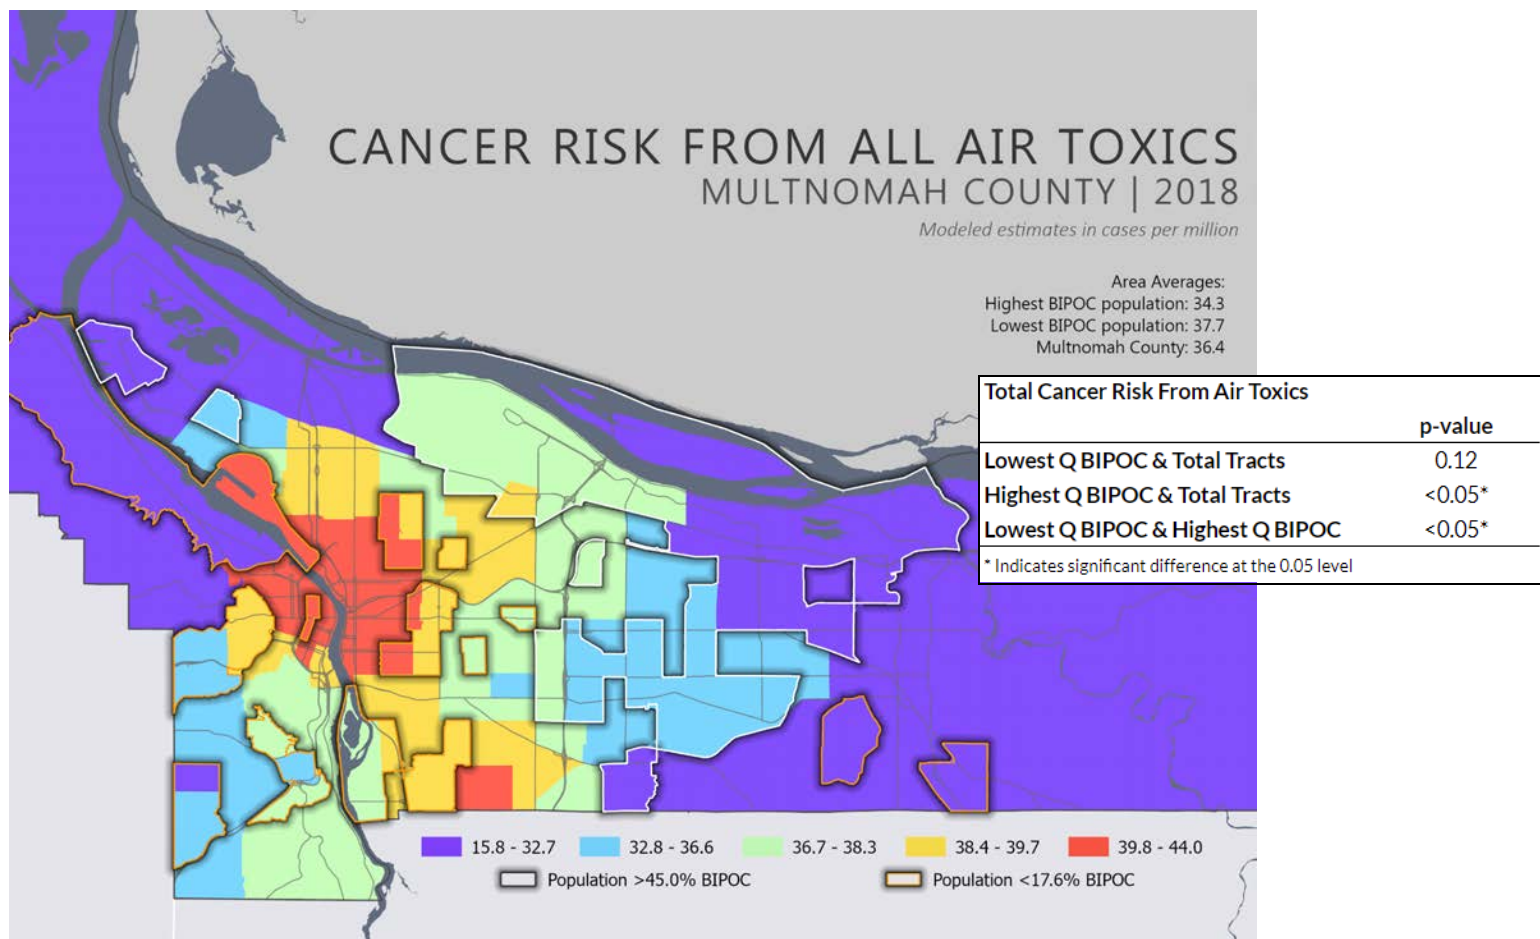 CANCER RISK FROM ALL AIR TOXICS
MULTNOMAH COUNTY | 2018
Modeled estimates in cases per million
Area Averages:
Highest BIPOC population: 34.3
Lowest BIPOC population: 37.7
Multnomah County: 36.4
Total Cancer Risk From Air Toxics
p-value
Lowest Q BIPOC & Total Tracts 0.12
Highest Q BIPOC & Total Tracts <0.05*
Lowest Q BIPOC & Highest Q BIPOC <0.05*
* Indicates significant difference at the 0.05 level
15.8 - 32.7 32.8 - 36.6 36.7 - 38.3 38.4 - 39.7 39.8 - 44.0
Population >45.0% BIPOC Population <17.6% BIPOC